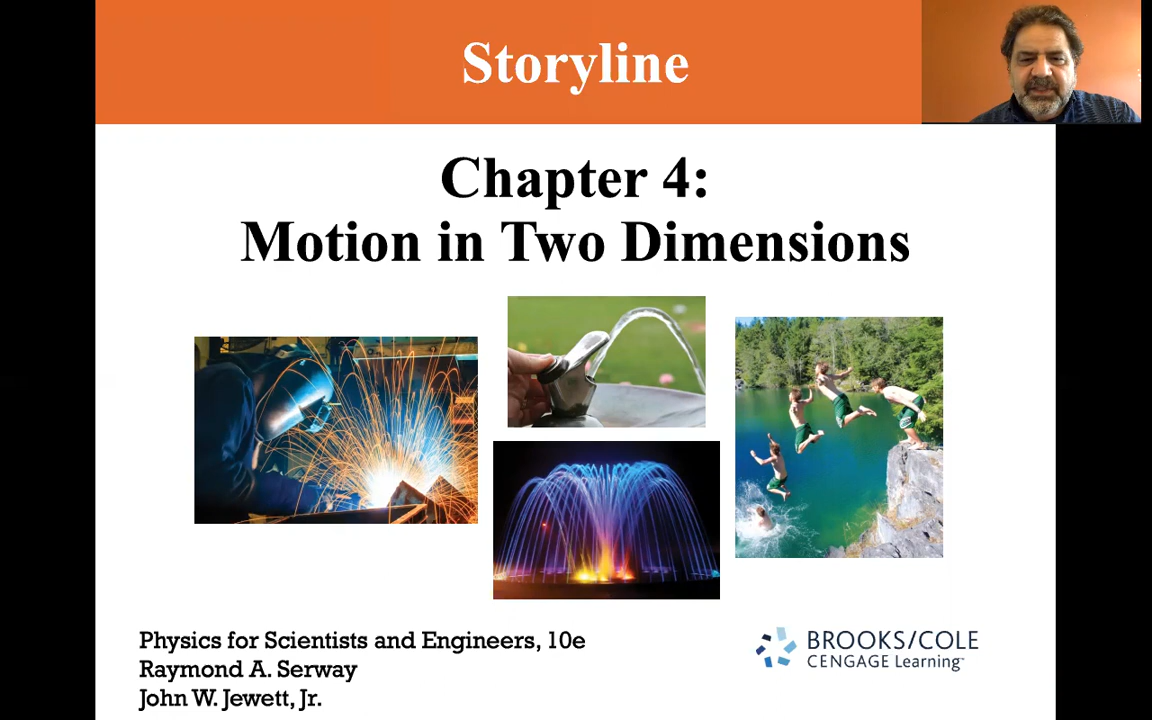 Storyline
Chapter 4:
Motion in Two Dimensions
Physics for Scientists and Engineers, 10e
Raymond A. Serway
John W. Jewett, Jr.
BROOKS/COLE
CENGAGE Learning™